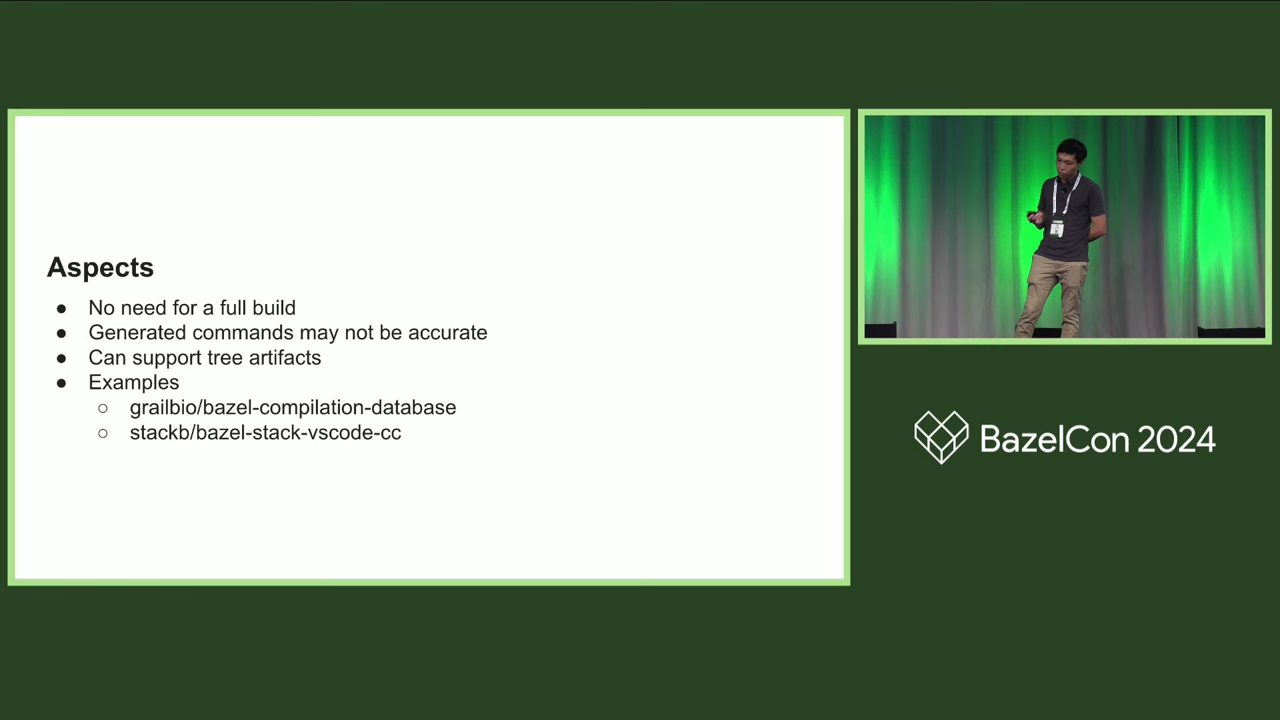 Aspects
● No need for a full build
● Generated commands may not be accurate
● Can support tree artifacts
● Examples
○ grailbio/bazel-compilation-database
○ stackb/bazel-stack-vscode-cc
BazelCon 2024